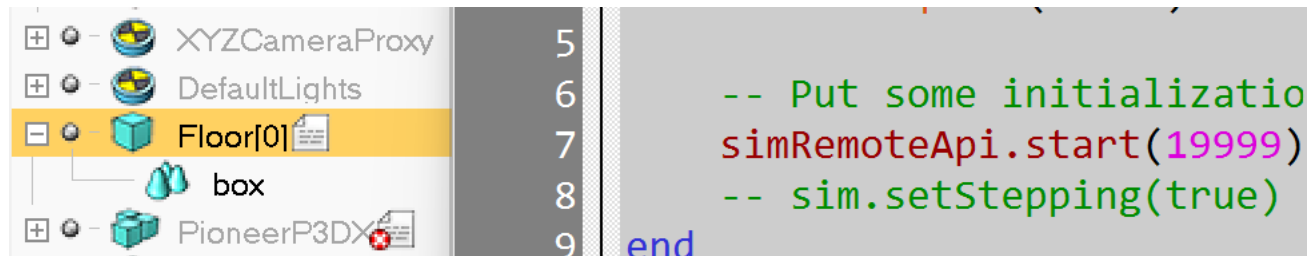 XYZCameraProxy
DefaultLights
Floor[0]
box
PioneerP3DX
5
6
-- Put some initializatio
7
simRemoteApi.start(19999)
8
-- sim.setStepping(true)
9
end